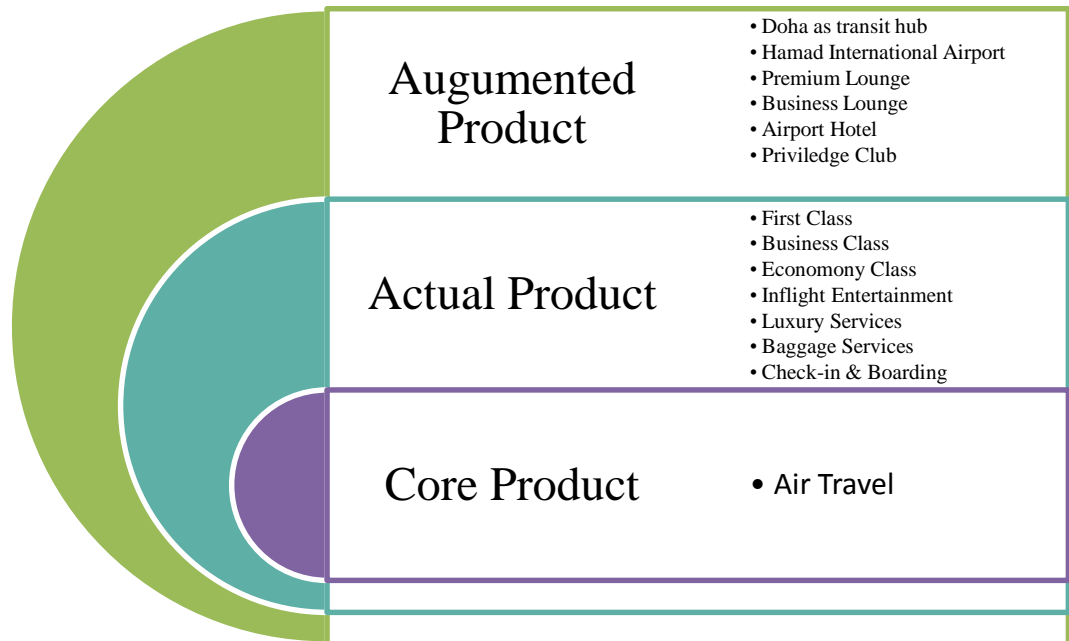 Augumented
Product
• Doha as transit hub
• Hamad International Airport
• Premium Lounge
• Business Lounge
• Airport Hotel
• Priviledge Club
Actual Product
• First Class
• Business Class
• Economony Class
• Inflight Entertainment
• Luxury Services
• Baggage Services
• Check-in & Boarding
Core Product
• Air Travel